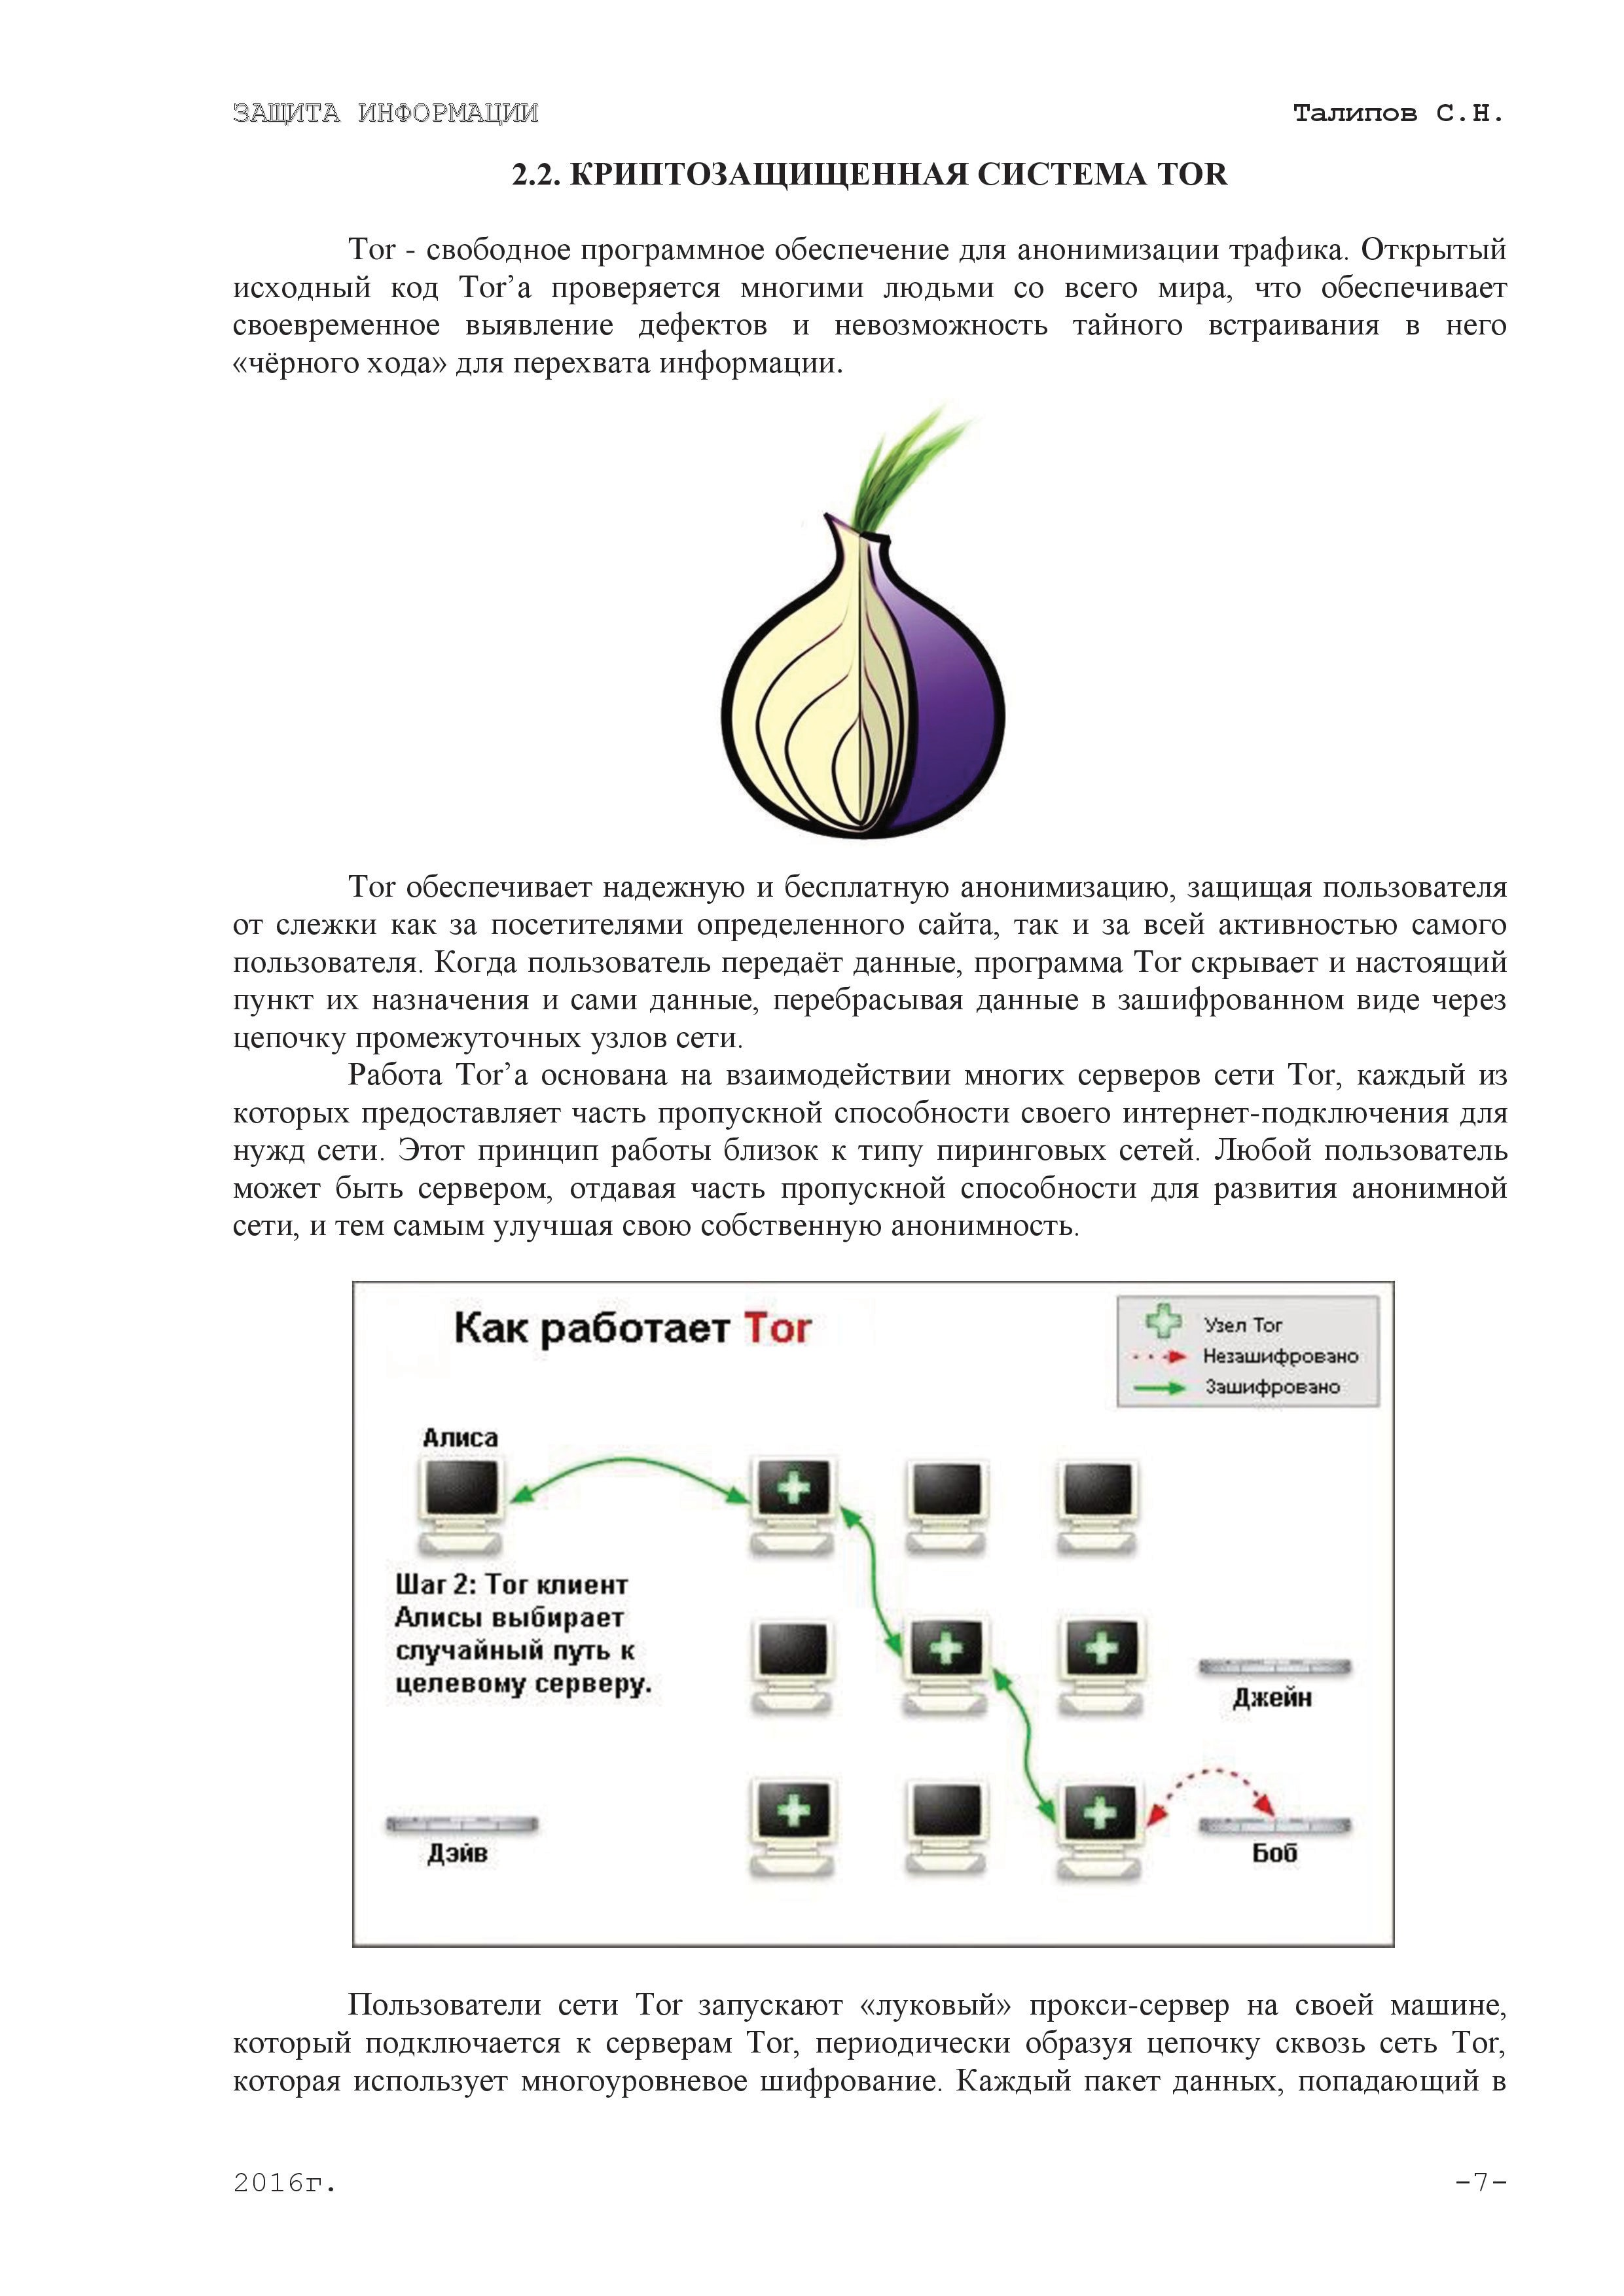 ЗАЩИТА ИНФОРМАЦИИ Талипов С.Н.
2.2. КРИПТОЗАЩИЩЕННАЯ СИСТЕМА TOR
Tor - свободное программное обеспечение для анонимизации трафика. Открытый
исходный код Tor’а проверяется многими людьми со всего мира, что обеспечивает
своевременное выявление дефектов и невозможность тайного встраивания в него
«чёрного хода» для перехвата информации.
Tor обеспечивает надежную и бесплатную анонимизацию, защищая пользователя
от слежки как за посетителями определенного сайта, так и за всей активностью самого
пользователя. Когда пользователь передаёт данные, программа Tor скрывает и настоящий
пункт их назначения и сами данные, перебрасывая данные в зашифрованном виде через
цепочку промежуточных узлов сети.
Работа Tor’а основана на взаимодействии многих серверов сети Tor, каждый из
которых предоставляет часть пропускной способности своего интернет-подключения для
нужд сети. Этот принцип работы близок к типу пиринговых сетей. Любой пользователь
может быть сервером, отдавая часть пропускной способности для развития анонимной
сети, и тем самым улучшая свою собственную анонимность.
Как работает Tor
Узел Tor
Незашифровано
Зашифровано
Алиса
Шаг 2: Tor клиент
Алисы выбирает
случайный путь к
целевому серверу.
Джейн
Дэйв
Боб
Пользователи сети Tor запускают «луковый» прокси-сервер на своей машине,
который подключается к серверам Tor, периодически образуя цепочку сквозь сеть Tor,
которая использует многоуровневое шифрование. Каждый пакет данных, попадающий в
2016г. -7-